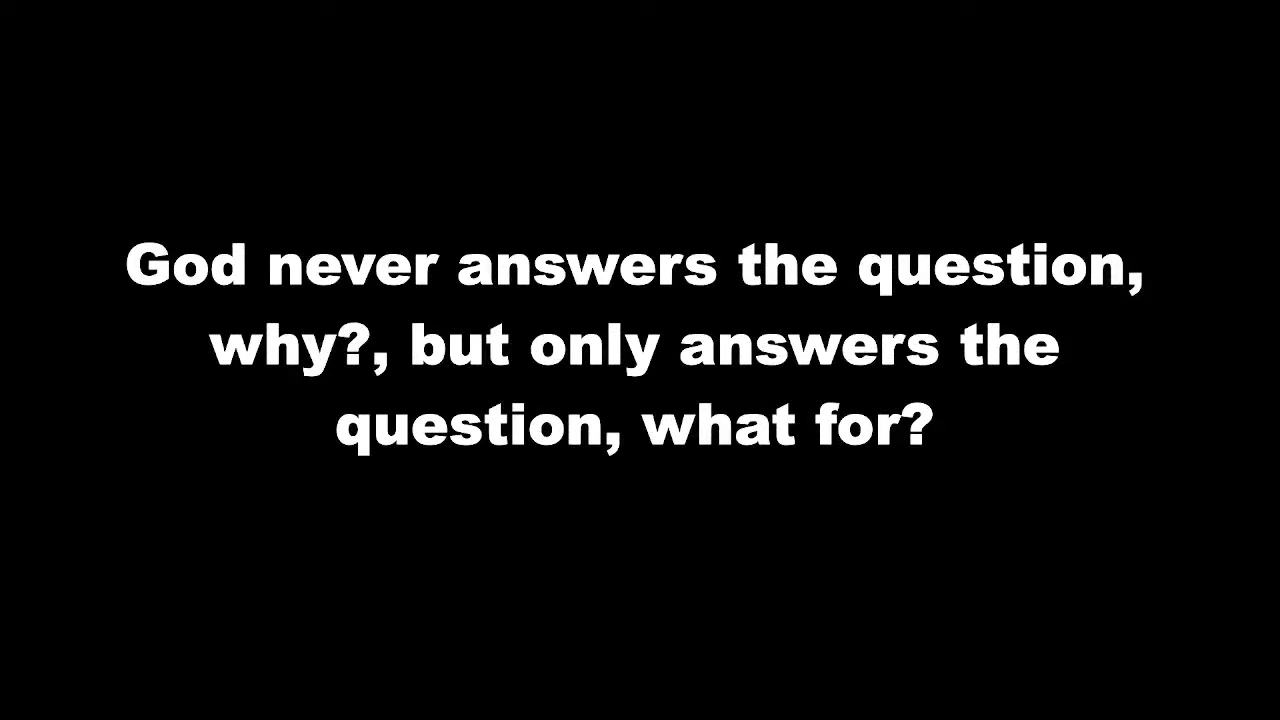 God never answers the question,
why?, but only answers the
question, what for?